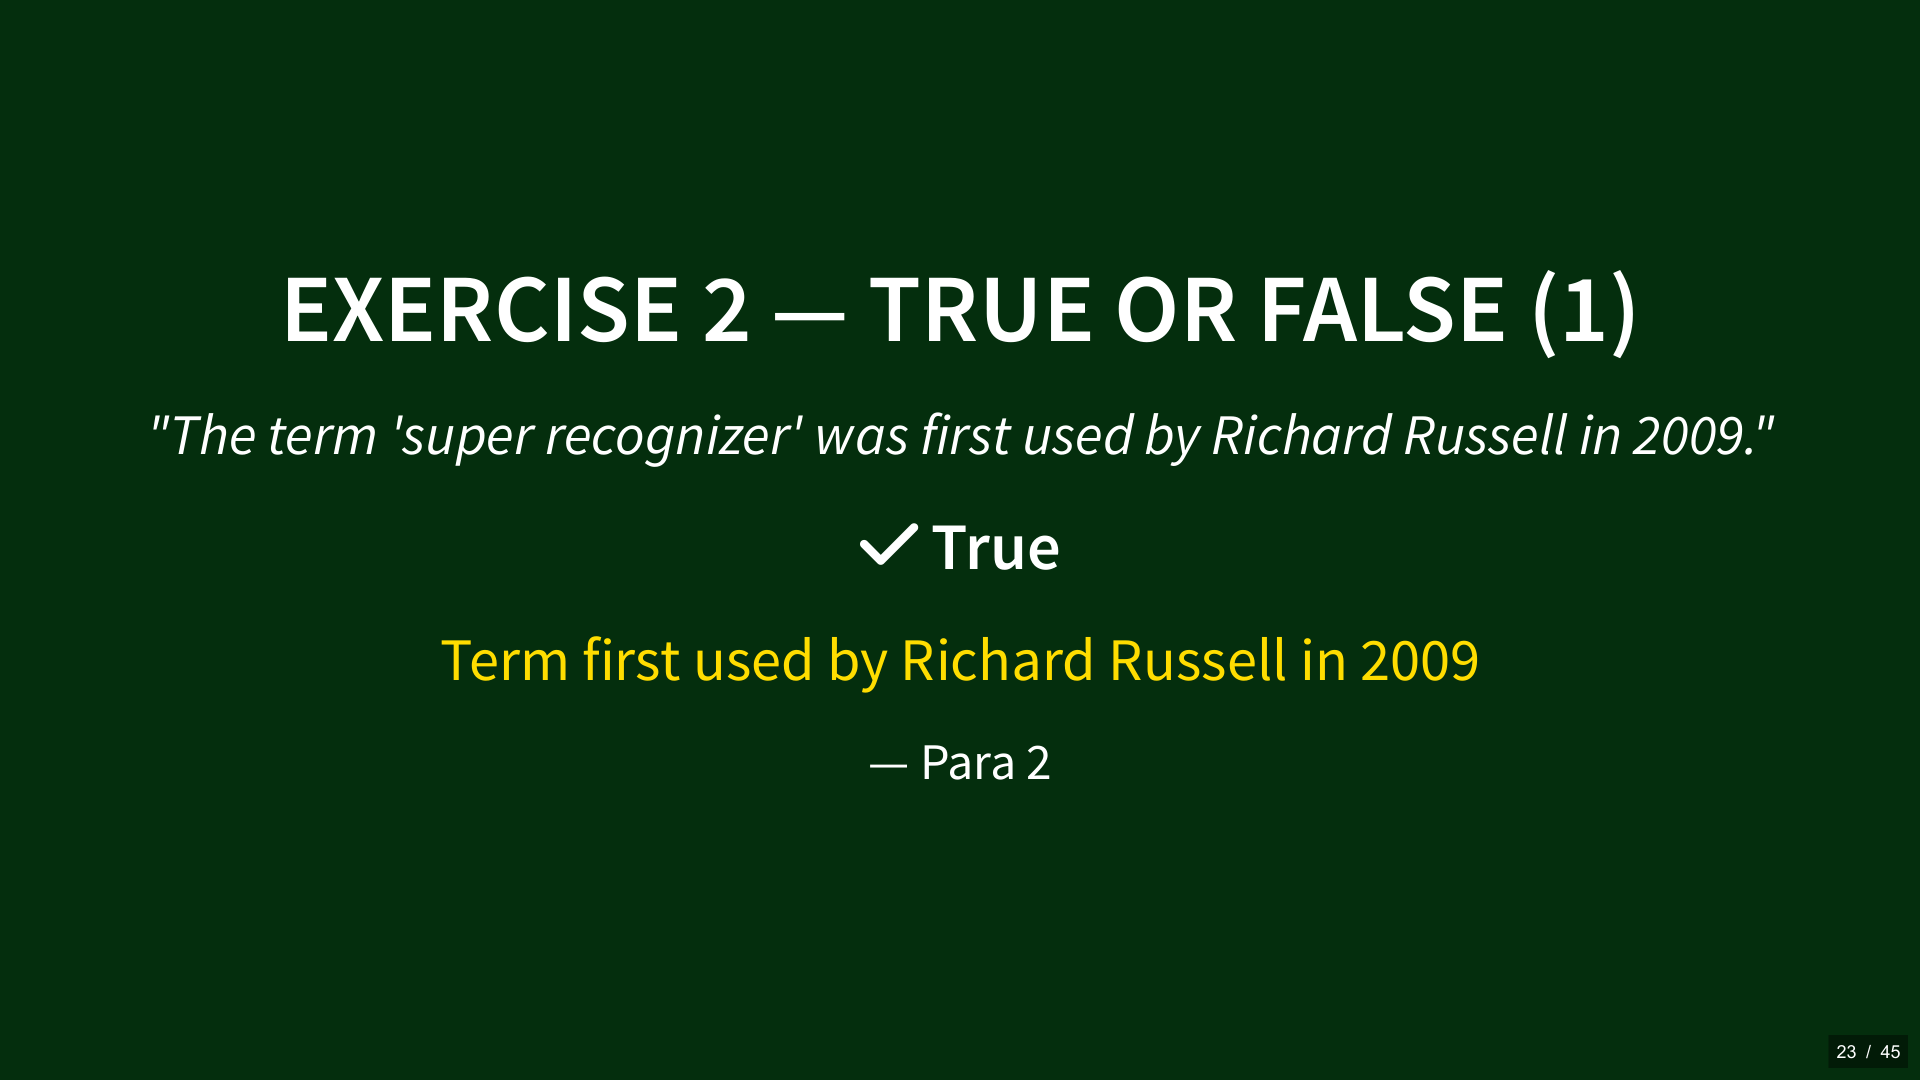 EXERCISE 2 — TRUE OR FALSE (1)
"The term 'super recognizer' was first used by Richard Russell in 2009."
✓ True
Term first used by Richard Russell in 2009
— Para 2
23 / 45